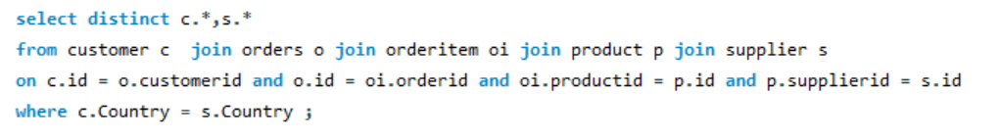 select distinct c.*,s.*
from customer c  join orders o join orderitem oi join product p join supplier s
on c.id = o.customerid and o.id = oi.orderid and oi.productid = p.id and p.supplierid = s.id
where c.Country = s.Country ;